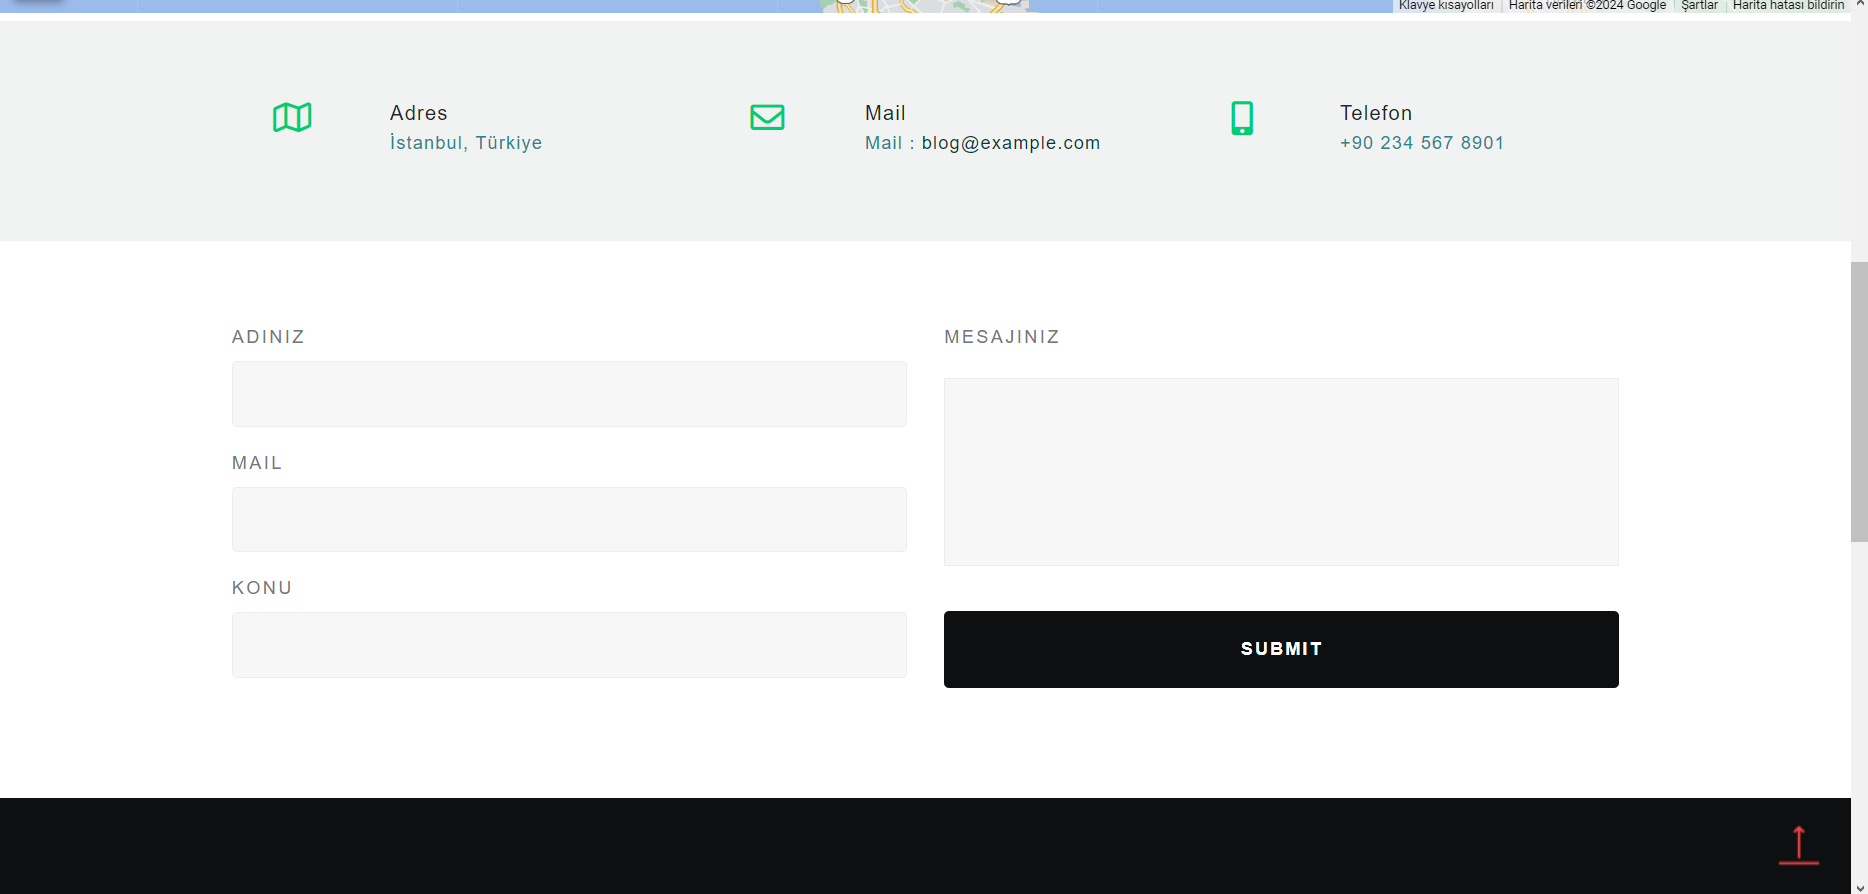 Klavye kısayolları Harita verileri ©2024 Google Şartlar Harita hatası bildirin
Adres
İstanbul, Türkiye
Mail
Mail : blog@example.com
Telefon
+90 234 567 8901
ADINIZ
MAIL
KONU
MESAJINIZ
SUBMIT